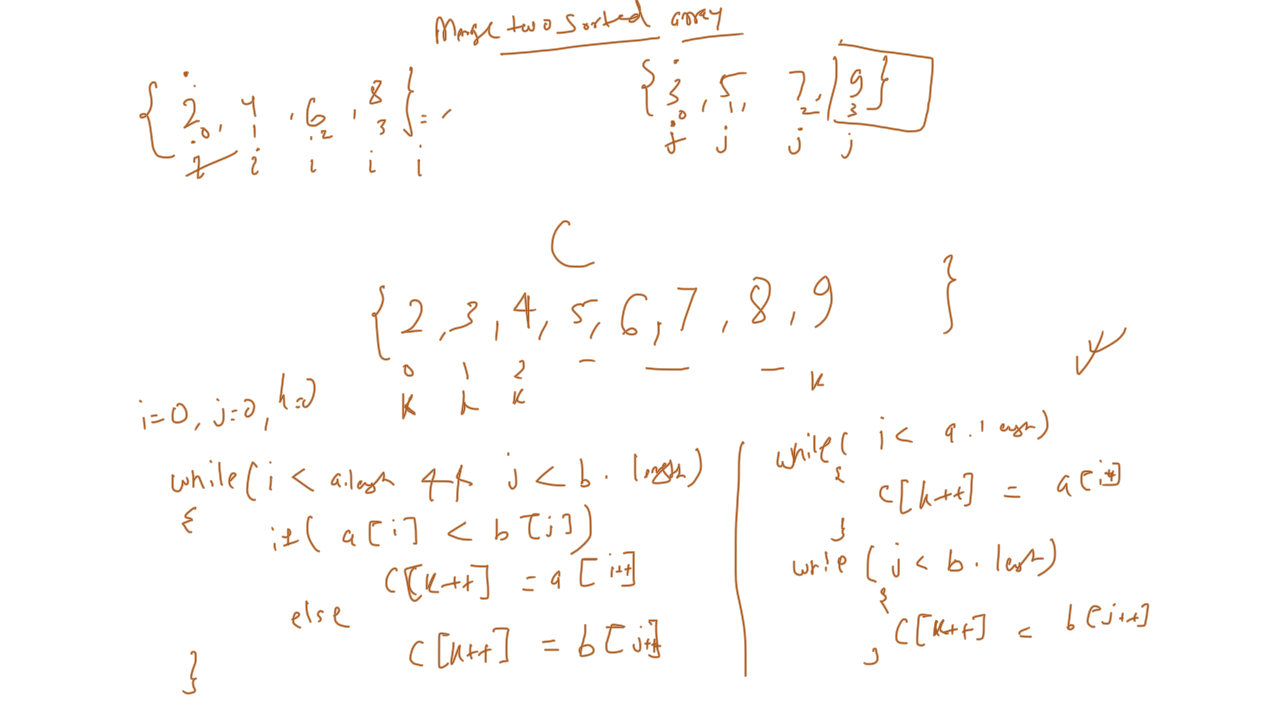 Merge two sorted array
{ 2, 4, 6, 8 } =
0 1 2 3
i i i i i
{ 3, 5, 7, 9 }
0 1 2 3
j j j j
C
{ 2, 3, 4, 5, 6, 7, 8, 9 }
0 1 2
K k K K
i=0, j=0, k=0
while(i < a.length && j < b.length)
{
if( a[i] < b[j])
C[K++] = a[i++]
else
C[k++] = b[j++]
}
while( i < a.length)
{
C[k++] = a[i++]
}
while (j < b.length)
{
C[k++] = b[j++]
}